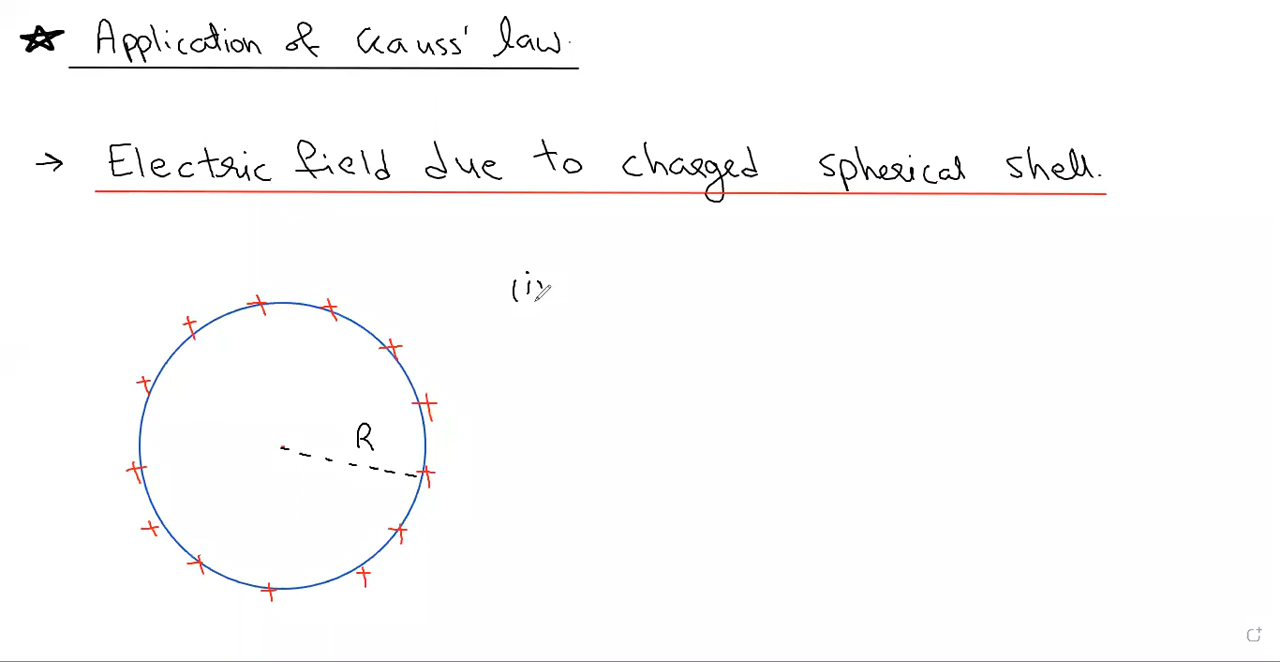 Application of Gauss' law.
→ Electric field due to charged spherical shell.
(i)
R